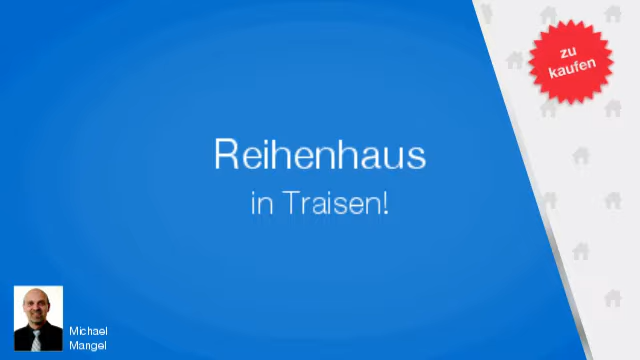 zu
kaufen
Reihenhaus
in Traisen!
Michael
Mangel